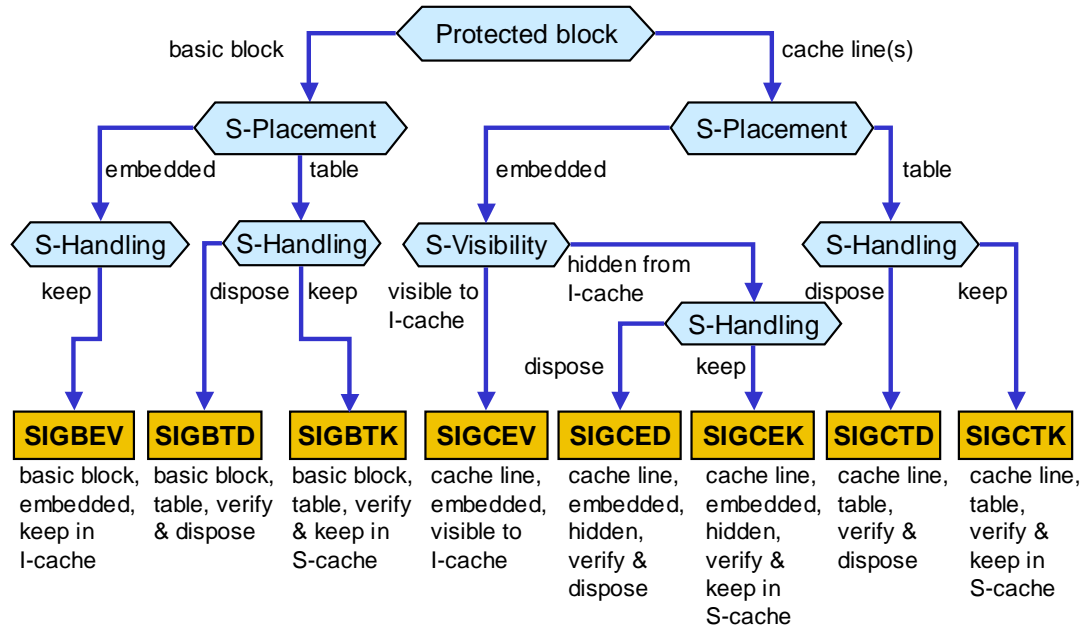 Protected block
basic block
cache line(s)
S-Placement
S-Placement
embedded
table
embedded
table
S-Handling
S-Handling
S-Visibility
S-Handling
keep
dispose
keep
visible to
I-cache
hidden from
I-cache
dispose
keep
S-Handling
dispose
keep
SIGBEV
SIGBTD
SIGBTK
SIGCEV
SIGCED
SIGCEK
SIGCTD
SIGCTK
basic block,
embedded,
keep in
I-cache
basic block,
table, verify
& dispose
basic block,
table, verify
& keep in
S-cache
cache line,
embedded,
visible to
I-cache
cache line,
embedded,
hidden,
verify &
dispose
cache line,
embedded,
hidden,
verify &
keep in
S-cache
cache line,
table,
verify &
dispose
cache line,
table,
verify &
keep in
S-cache